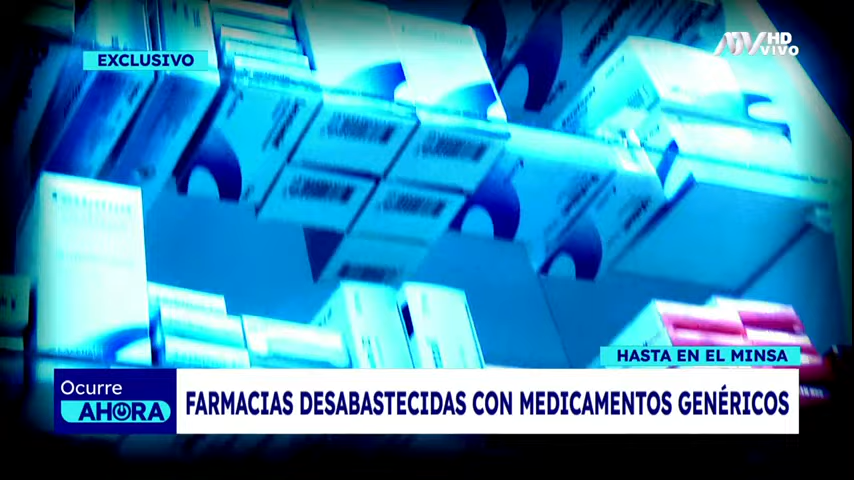 EXCLUSIVO
ATV HD
VIVO
HASTA EN EL MINSA
Ocurre
AHORA
FARMACIAS DESABASTECIDAS CON MEDICAMENTOS GENÉRICOS